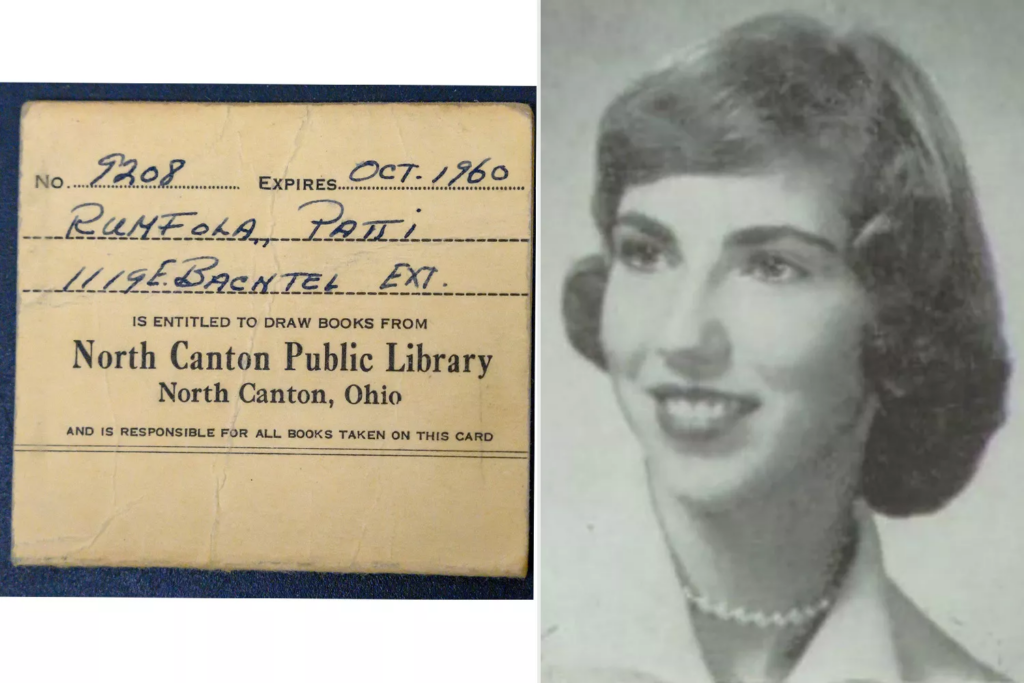 No. 9208 EXPIRES OCT. 1960
RUMFOLA, PATTI
1119 E. BACHTEL EXT.
IS ENTITLED TO DRAW BOOKS FROM
North Canton Public Library
North Canton, Ohio
AND IS RESPONSIBLE FOR ALL BOOKS TAKEN ON THIS CARD